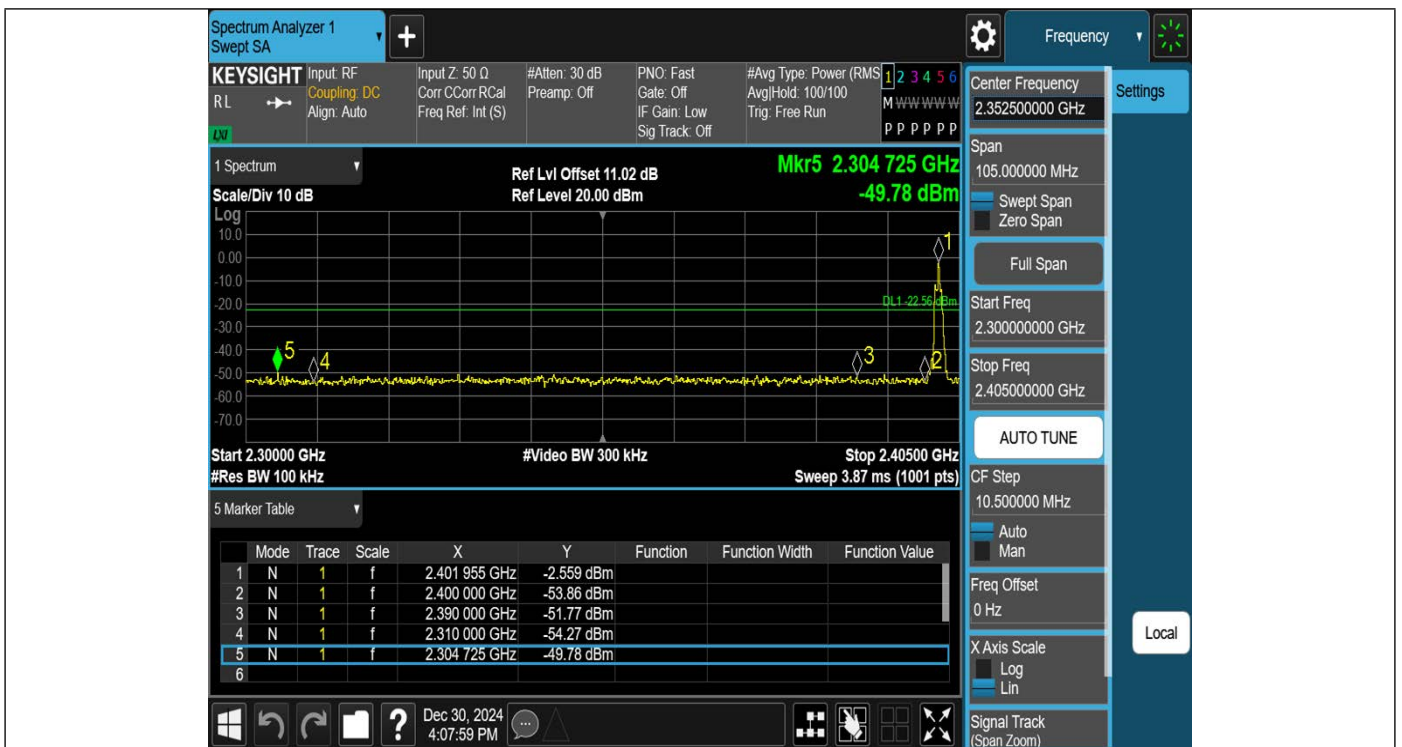 Spectrum Analyzer 1
Swept SA
+
Frequency
KEYSIGHT
RL
LXI
Input: RF
Coupling: DC
Align: Auto
Input Z: 50 Ω
Corr CCorr RCal
Freq Ref: Int (S)
#Atten: 30 dB
Preamp: Off
PNO: Fast
Gate: Off
IF Gain: Low
Sig Track: Off
#Avg Type: Power (RMS
Avg|Hold: 100/100
Trig: Free Run
1 2 3 4 5 6
M W W W W W
P P P P P P
1 Spectrum
Scale/Div 10 dB
Ref Lvl Offset 11.02 dB
Ref Level 20.00 dBm
Mkr5 2.304 725 GHz
-49.78 dBm
Log
10.0
0.00
-10.0
-20.0
-30.0
-40.0
-50.0
-60.0
-70.0
1
DL1 -22.56 dBm
5
4
3
2
Start 2.30000 GHz
#Video BW 300 kHz
Stop 2.40500 GHz
#Res BW 100 kHz
Sweep 3.87 ms (1001 pts)
5 Marker Table
Mode Trace Scale X Y Function Function Width Function Value
1 N 1 f 2.401 955 GHz -2.559 dBm
2 N 1 f 2.400 000 GHz -53.86 dBm
3 N 1 f 2.390 000 GHz -51.77 dBm
4 N 1 f 2.310 000 GHz -54.27 dBm
5 N 1 f 2.304 725 GHz -49.78 dBm
6
?
Dec 30, 2024
4:07:59 PM
Center Frequency
2.352500000 GHz
Span
105.000000 MHz
Swept Span
Zero Span
Full Span
Start Freq
2.300000000 GHz
Stop Freq
2.405000000 GHz
AUTO TUNE
CF Step
10.500000 MHz
Auto
Man
Freq Offset
0 Hz
X Axis Scale
Log
Lin
Signal Track
(Span Zoom)
Settings
Local